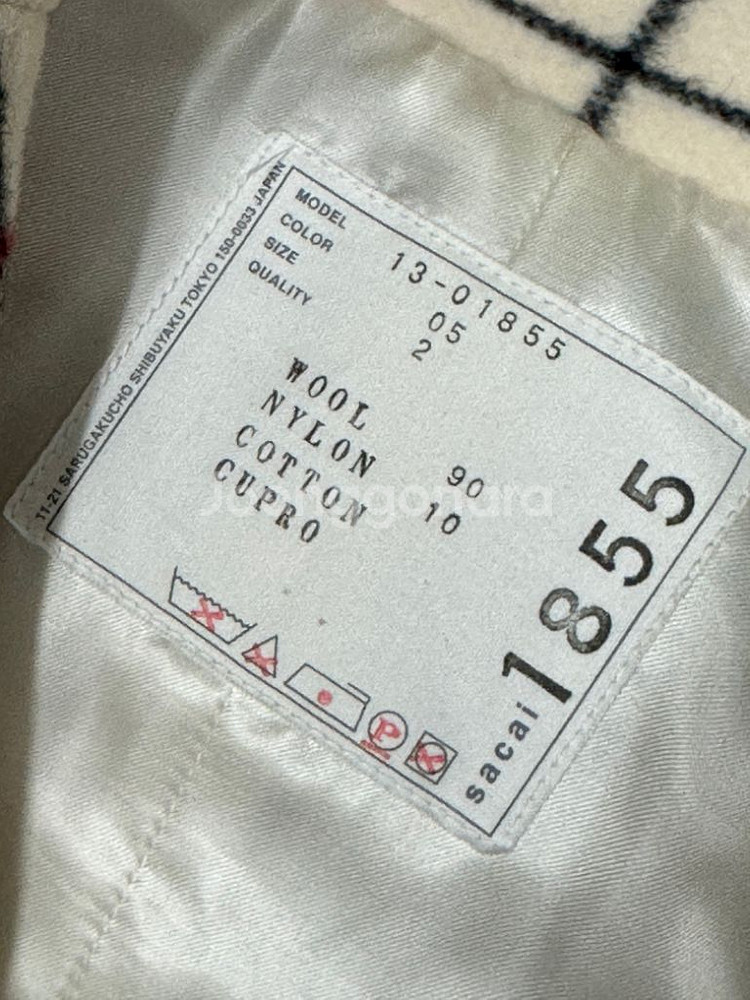 MODEL 13-01855
COLOR 05
SIZE 2
QUALITY
WOOL 90
NYLON 10
COTTON
CUPRO
P
sacai 1855
11-21 SARUGAKUCHO SHIBUYAKU TOKYO 150-0033 JAPAN